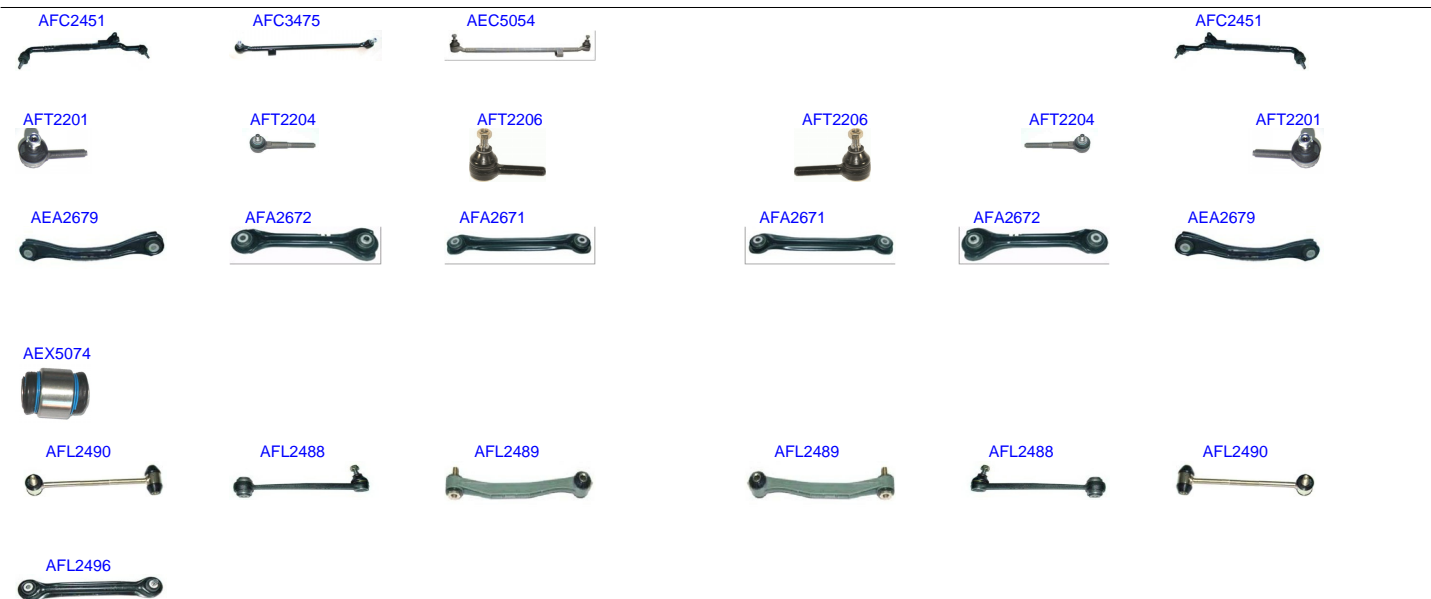 AFC2451 AFC3475 AEC5054 AFC2451
AFT2201 AFT2204 AFT2206 AFT2206 AFT2204 AFT2201
AEA2679 AFA2672 AFA2671 AFA2671 AFA2672 AEA2679
AEX5074
AFL2490 AFL2488 AFL2489 AFL2489 AFL2488 AFL2490
AFL2496